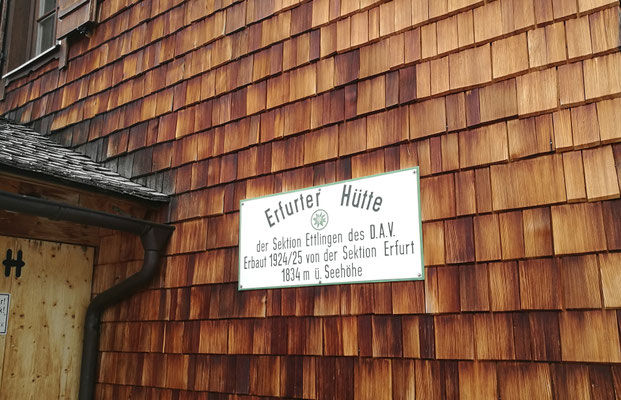 Erfurter Hütte
der Sektion Ettlingen des D.A.V.
Erbaut 1924/25 von der Sektion Erfurt
1834 m ü. Seehöhe
H